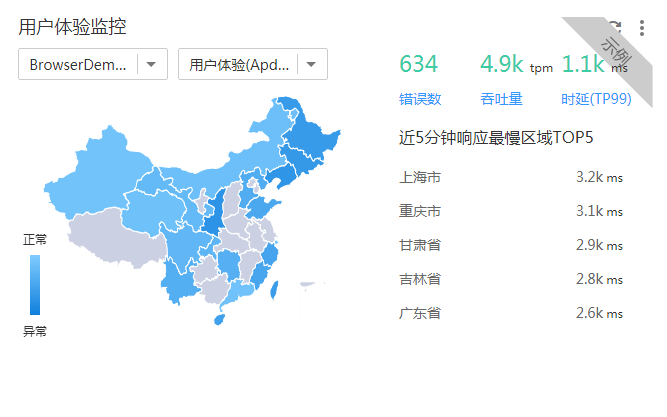 用户体验监控
示例
BrowserDem...
用户体验(Apd...
634
4.9k tpm
1.1k ms
错误数
吞吐量
时延(TP99)
近5分钟响应最慢区域TOP5
上海市 3.2k ms
重庆市 3.1k ms
甘肃省 2.9k ms
吉林省 2.8k ms
广东省 2.6k ms
正常
异常